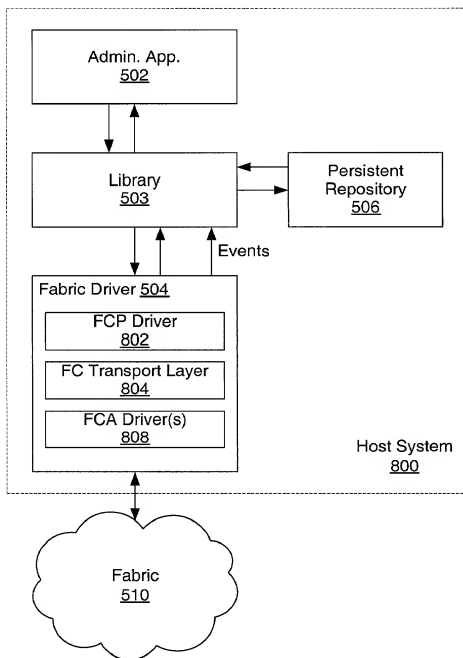 Admin. App.
502
Library
503
Persistent
Repository
506
Events
Fabric Driver 504
FCP Driver
802
FC Transport Layer
804
FCA Driver(s)
808
Host System
800
Fabric
510